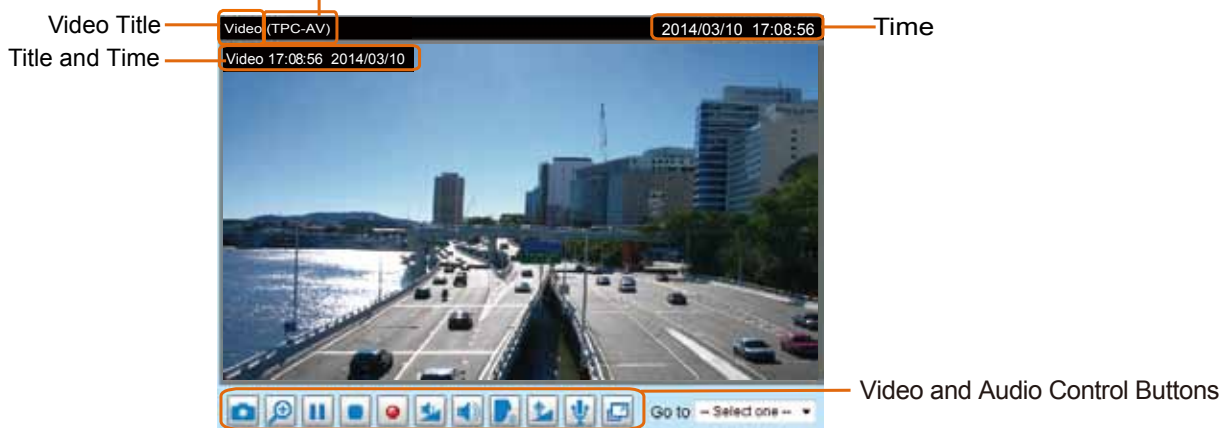 Video Title
Video (TPC-AV)
2014/03/10 17:08:56
Time
Title and Time
Video 17:08:56 2014/03/10
Go to -- Select one --
Video and Audio Control Buttons